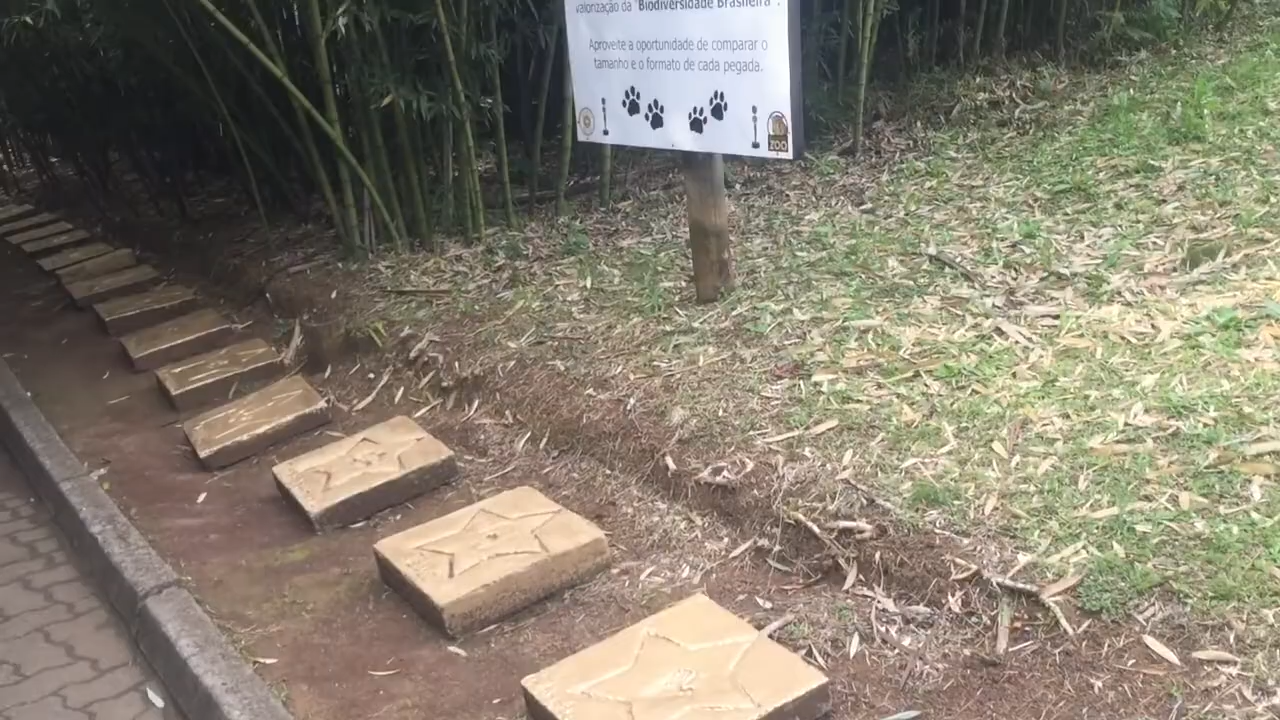 valorização da "Biodiversidade Brasileira".
Aproveite a oportunidade de comparar o
tamanho e o formato de cada pegada.
ZOO